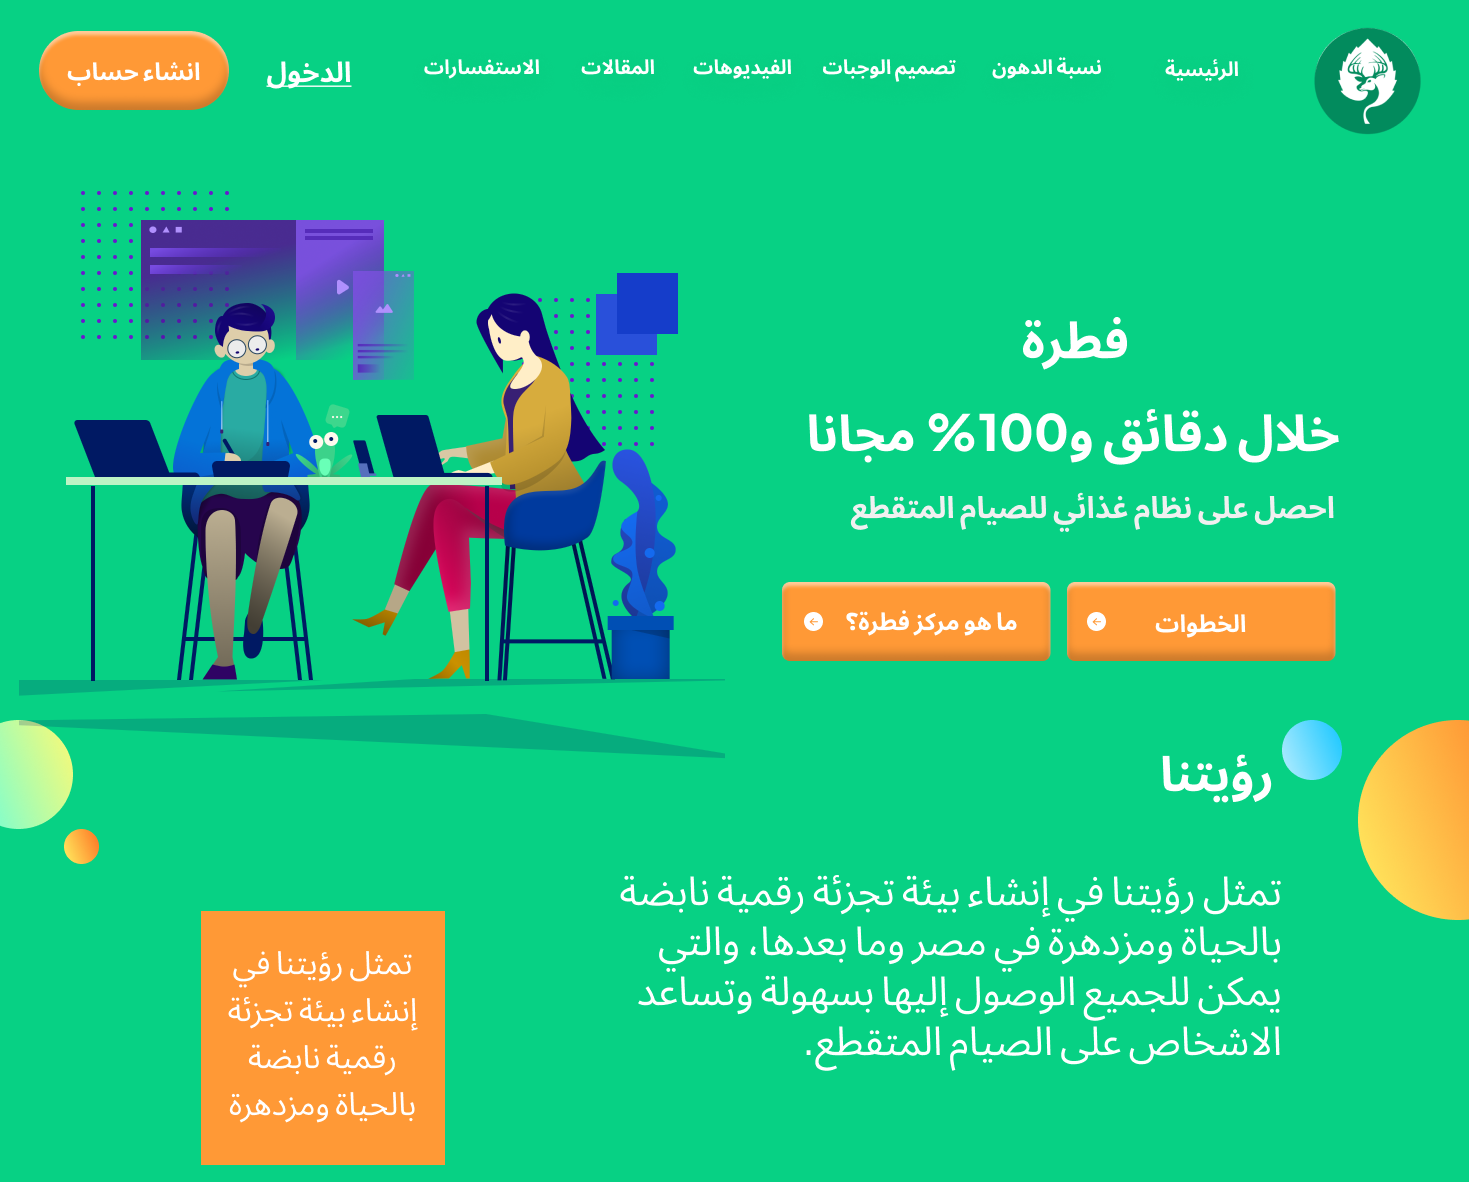 الرئيسية
نسبة الدهون
تصميم الوجبات
الفيديوهات
المقالات
الاستفسارات
الدخول
انشاء حساب
فطرة
خلال دقائق و100% مجانا
احصل على نظام غذائي للصيام المتقطع
الخطوات
ما هو مركز فطرة؟
رؤيتنا
تمثل رؤيتنا في إنشاء بيئة تجزئة رقمية نابضة
بالحياة ومزدهرة في مصر وما بعدها، والتي
يمكن للجميع الوصول إليها بسهولة وتساعد
الاشخاص على الصيام المتقطع.
تمثل رؤيتنا في
إنشاء بيئة تجزئة
رقمية نابضة
بالحياة ومزدهرة